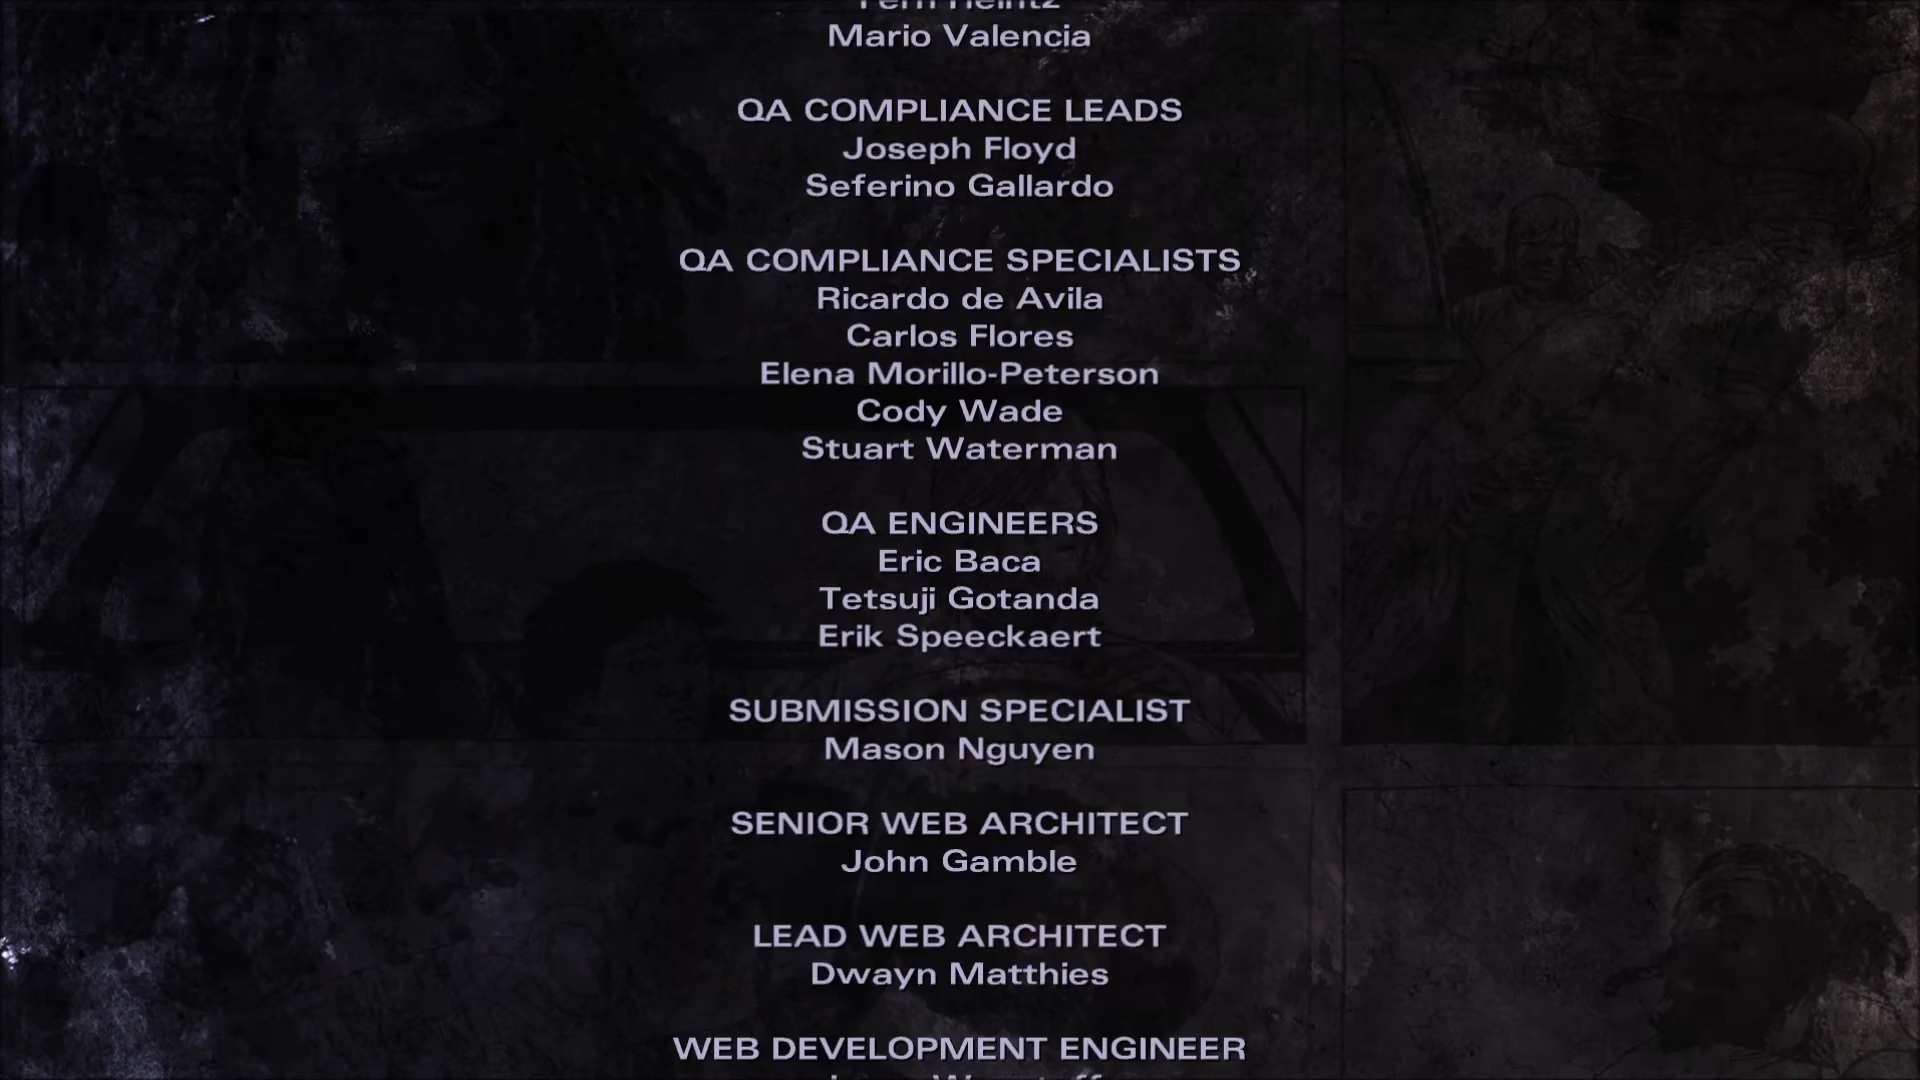 Mario Valencia
QA COMPLIANCE LEADS
Joseph Floyd
Seferino Gallardo
QA COMPLIANCE SPECIALISTS
Ricardo de Avila
Carlos Flores
Elena Morillo-Peterson
Cody Wade
Stuart Waterman
QA ENGINEERS
Eric Baca
Tetsuji Gotanda
Erik Speeckaert
SUBMISSION SPECIALIST
Mason Nguyen
SENIOR WEB ARCHITECT
John Gamble
LEAD WEB ARCHITECT
Dwayn Matthies
WEB DEVELOPMENT ENGINEER